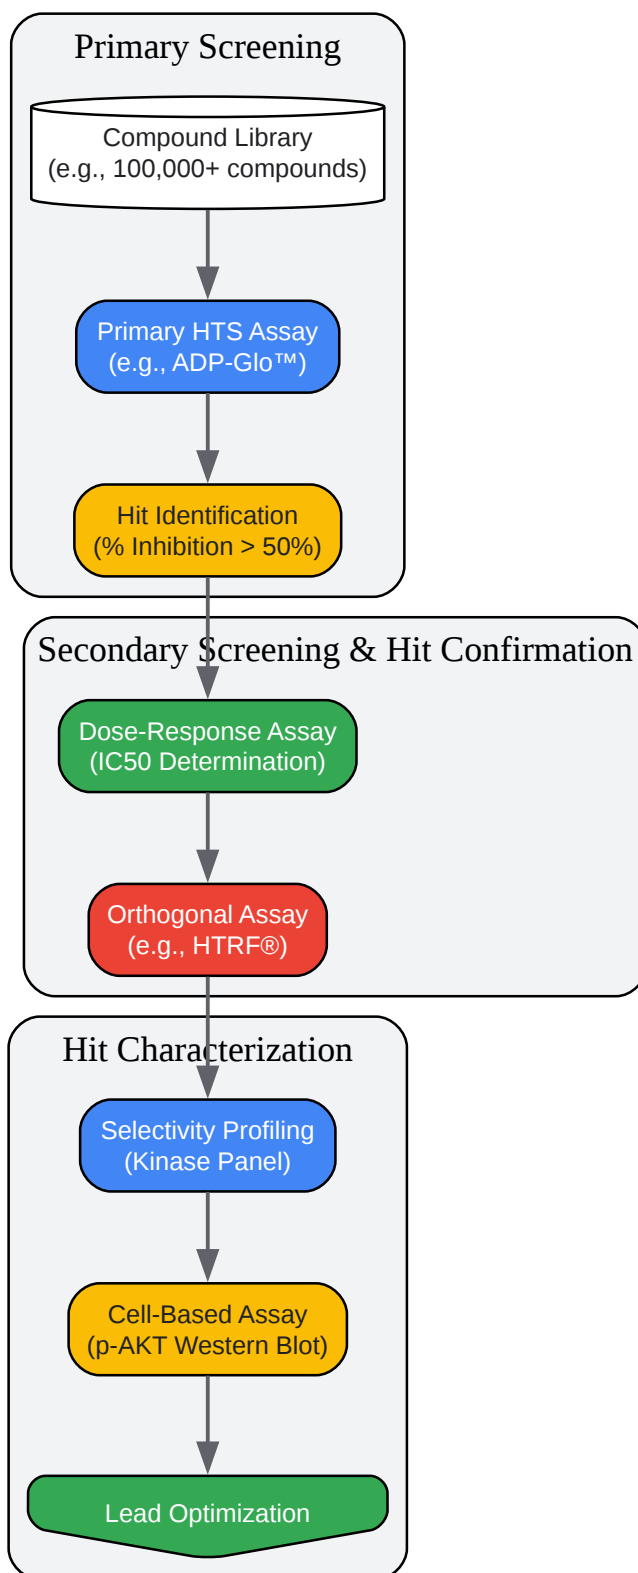 Primary Screening
Compound Library
(e.g., 100,000+ compounds)
Primary HTS Assay
(e.g., ADP-Glo™)
Hit Identification
(% Inhibition > 50%)
Secondary Screening & Hit Confirmation
Dose-Response Assay
(IC50 Determination)
Orthogonal Assay
(e.g., HTRF®)
Hit Characterization
Selectivity Profiling
(Kinase Panel)
Cell-Based Assay
(p-AKT Western Blot)
Lead Optimization